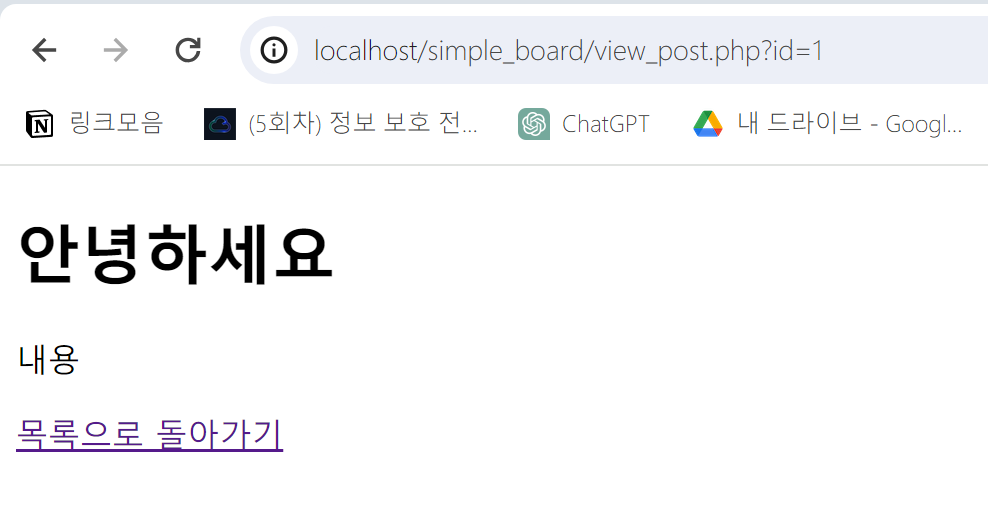 localhost/simple_board/view_post.php?id=1
링크모음 (5회차) 정보 보호 전... ChatGPT 내 드라이브 - Googl...
안녕하세요
내용
목록으로 돌아가기